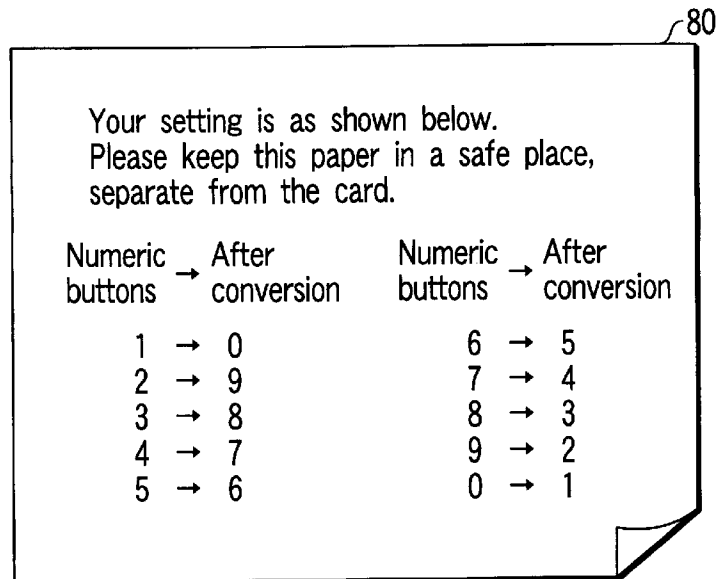 80
Your setting is as shown below.
Please keep this paper in a safe place,
separate from the card.
Numeric buttons → After conversion
1 → 0
2 → 9
3 → 8
4 → 7
5 → 6
Numeric buttons → After conversion
6 → 5
7 → 4
8 → 3
9 → 2
0 → 1